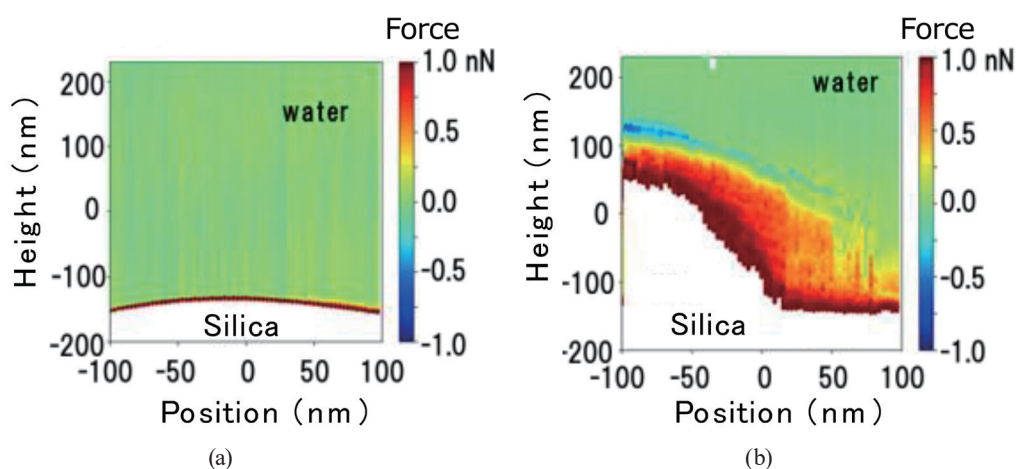 Force
1.0 nN
0.5
0.0
-0.5
-1.0
200
100
0
-100
-200
Height (nm)
water
Silica
-100 -50 0 50 100
Position (nm)
(a)
Force
1.0 nN
0.5
0.0
-0.5
-1.0
200
100
0
-100
-200
Height (nm)
water
Silica
-100 -50 0 50 100
Position (nm)
(b)